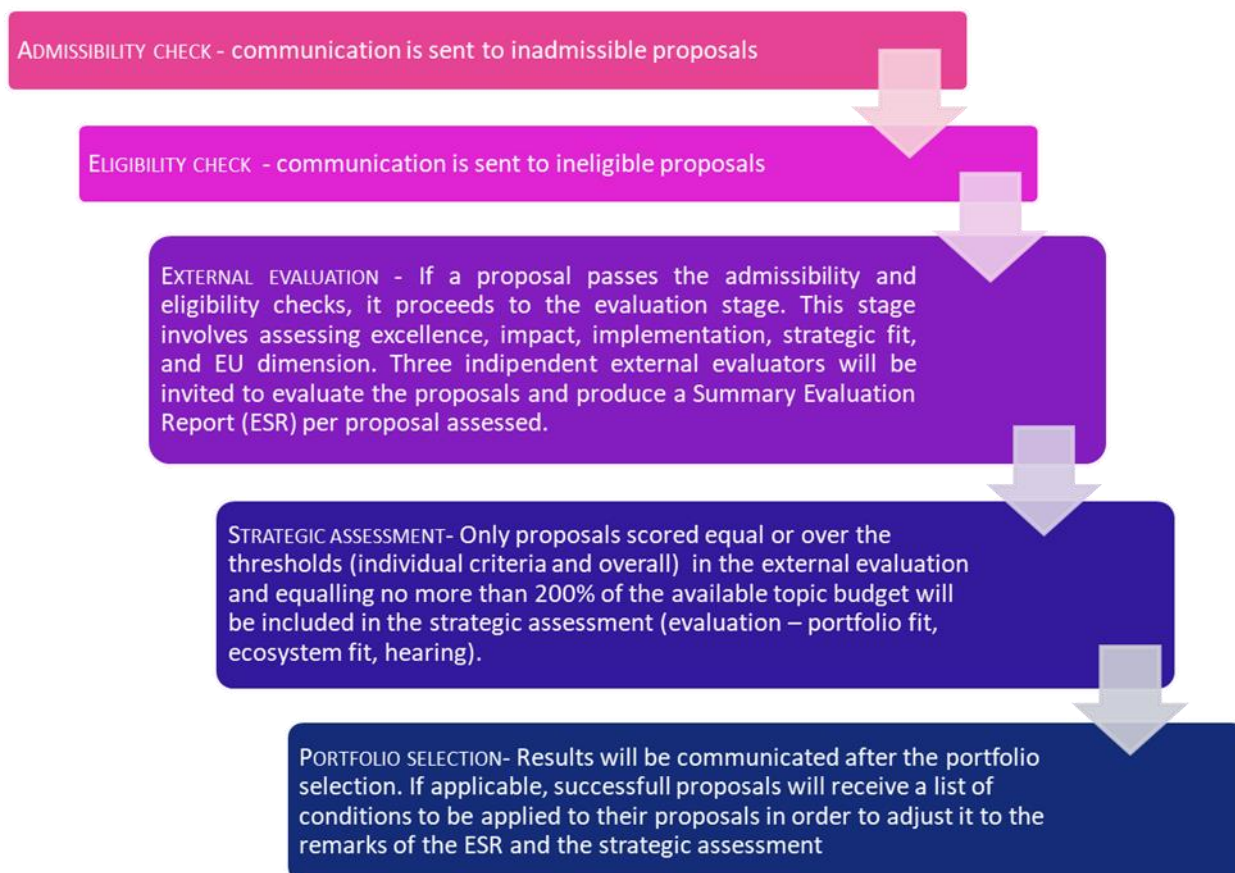 ADMISSIBILITY CHECK - communication is sent to inadmissible proposals
ELIGIBILITY CHECK - communication is sent to ineligible proposals
EXTERNAL EVALUATION - If a proposal passes the admissibility and
eligibility checks, it proceeds to the evaluation stage. This stage
involves assessing excellence, impact, implementation, strategic fit,
and EU dimension. Three indipendent external evaluators will be
invited to evaluate the proposals and produce a Summary Evaluation
Report (ESR) per proposal assessed.
STRATEGIC ASSESSMENT- Only proposals scored equal or over the
thresholds (individual criteria and overall) in the external evaluation
and equalling no more than 200% of the available topic budget will
be included in the strategic assessment (evaluation – portfolio fit,
ecosystem fit, hearing).
PORTFOLIO SELECTION- Results will be communicated after the portfolio
selection. If applicable, successfull proposals will receive a list of
conditions to be applied to their proposals in order to adjust it to the
remarks of the ESR and the strategic assessment